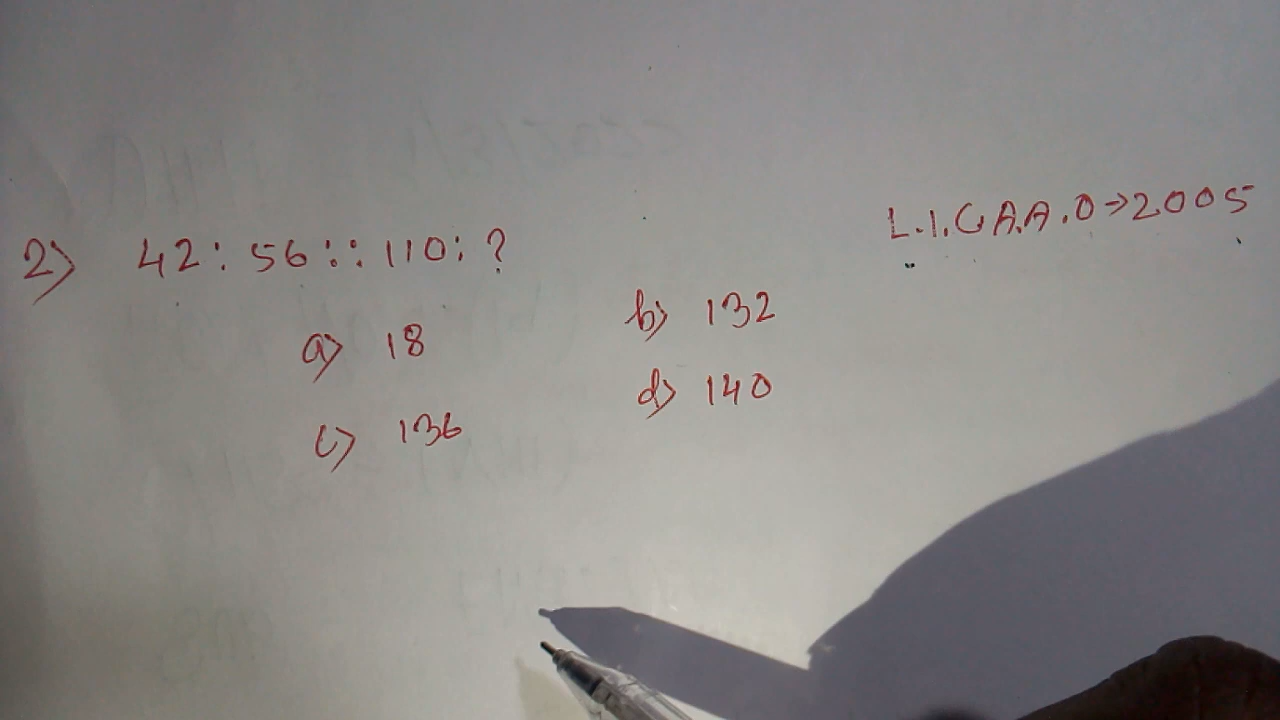 L.I.C A.A.O → 2005
2) 42 : 56 :: 110 : ?
a) 18 b) 132
c) 136 d) 140